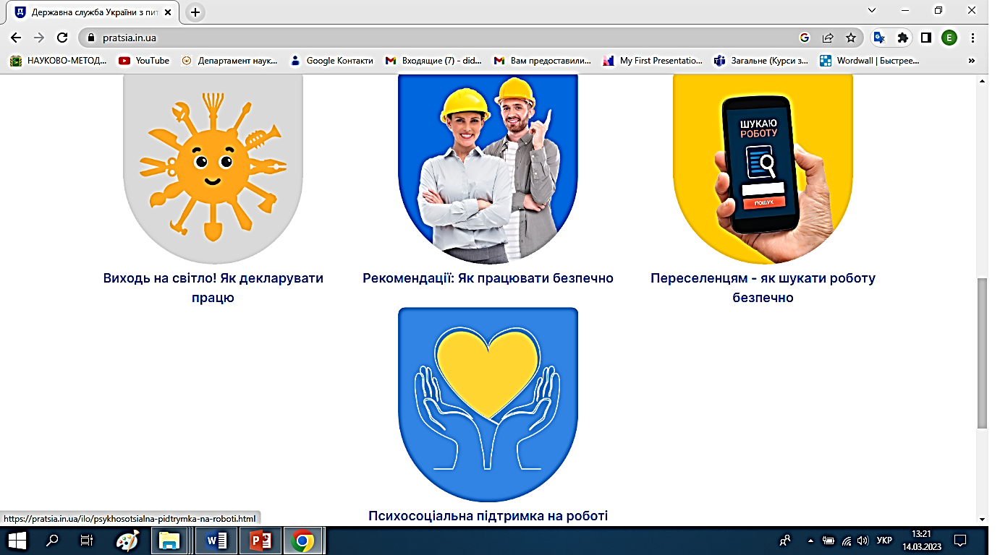 Державна служба України з пит
pratsia.in.ua
E
НАУКОВО-МЕТОД...
YouTube
Департамент наук...
Google Контакти
Входящие (7) - did...
Вам предоставили...
My First Presentatio...
Загальне (Курси з...
Wordwall | Быстрее...
»
ШУКАЮ
РОБОТУ
ПОШУК
Виходь на світло! Як декларувати
працю
Рекомендації: Як працювати безпечно
Переселенцям - як шукати роботу
безпечно
Психосоціальна підтримка на роботі
https://pratsia.in.ua/ilo/psykhosotsialna-pidtrymka-na-roboti.html
УКР
13:21
14.03.2023